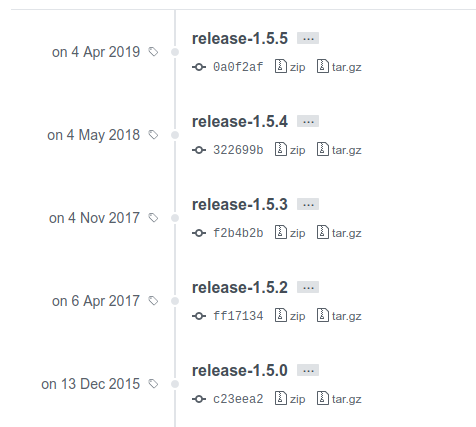 release-1.5.5 ...
on 4 Apr 2019
0a0f2af zip tar.gz
release-1.5.4 ...
on 4 May 2018
322699b zip tar.gz
release-1.5.3 ...
on 4 Nov 2017
f2b4b2b zip tar.gz
release-1.5.2 ...
on 6 Apr 2017
ff17134 zip tar.gz
release-1.5.0 ...
on 13 Dec 2015
c23eea2 zip tar.gz